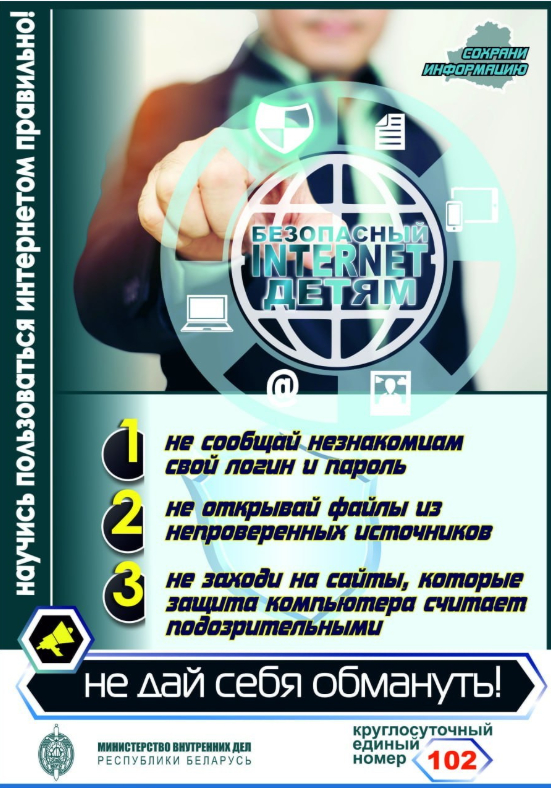 научись пользоваться интернетом правильно!
СОХРАНИ
ИНФОРМАЦИЮ
БЕЗОПАСНЫЙ
INTERNET
ДЕТЯМ
@
1 не сообщай незнакомиам
свой логин и пароль
2 не открывай файлы из
непроверенных источников
3 не заходи на сайты, которые
защита компьютера считает
подозрительными
не дай себя обмануть!
МИНИСТЕРСТВО ВНУТРЕННИХ ДЕЛ
РЕСПУБЛИКИ БЕЛАРУСЬ
круглосуточный
единый
номер 102